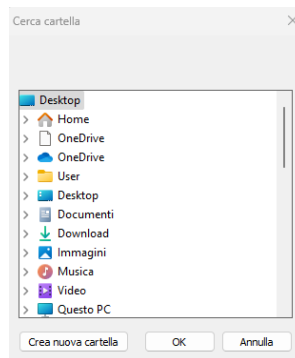 Cerca cartella
Desktop
Home
OneDrive
OneDrive
User
Desktop
Documenti
Download
Immagini
Musica
Video
Questo PC
Crea nuova cartella
OK
Annulla